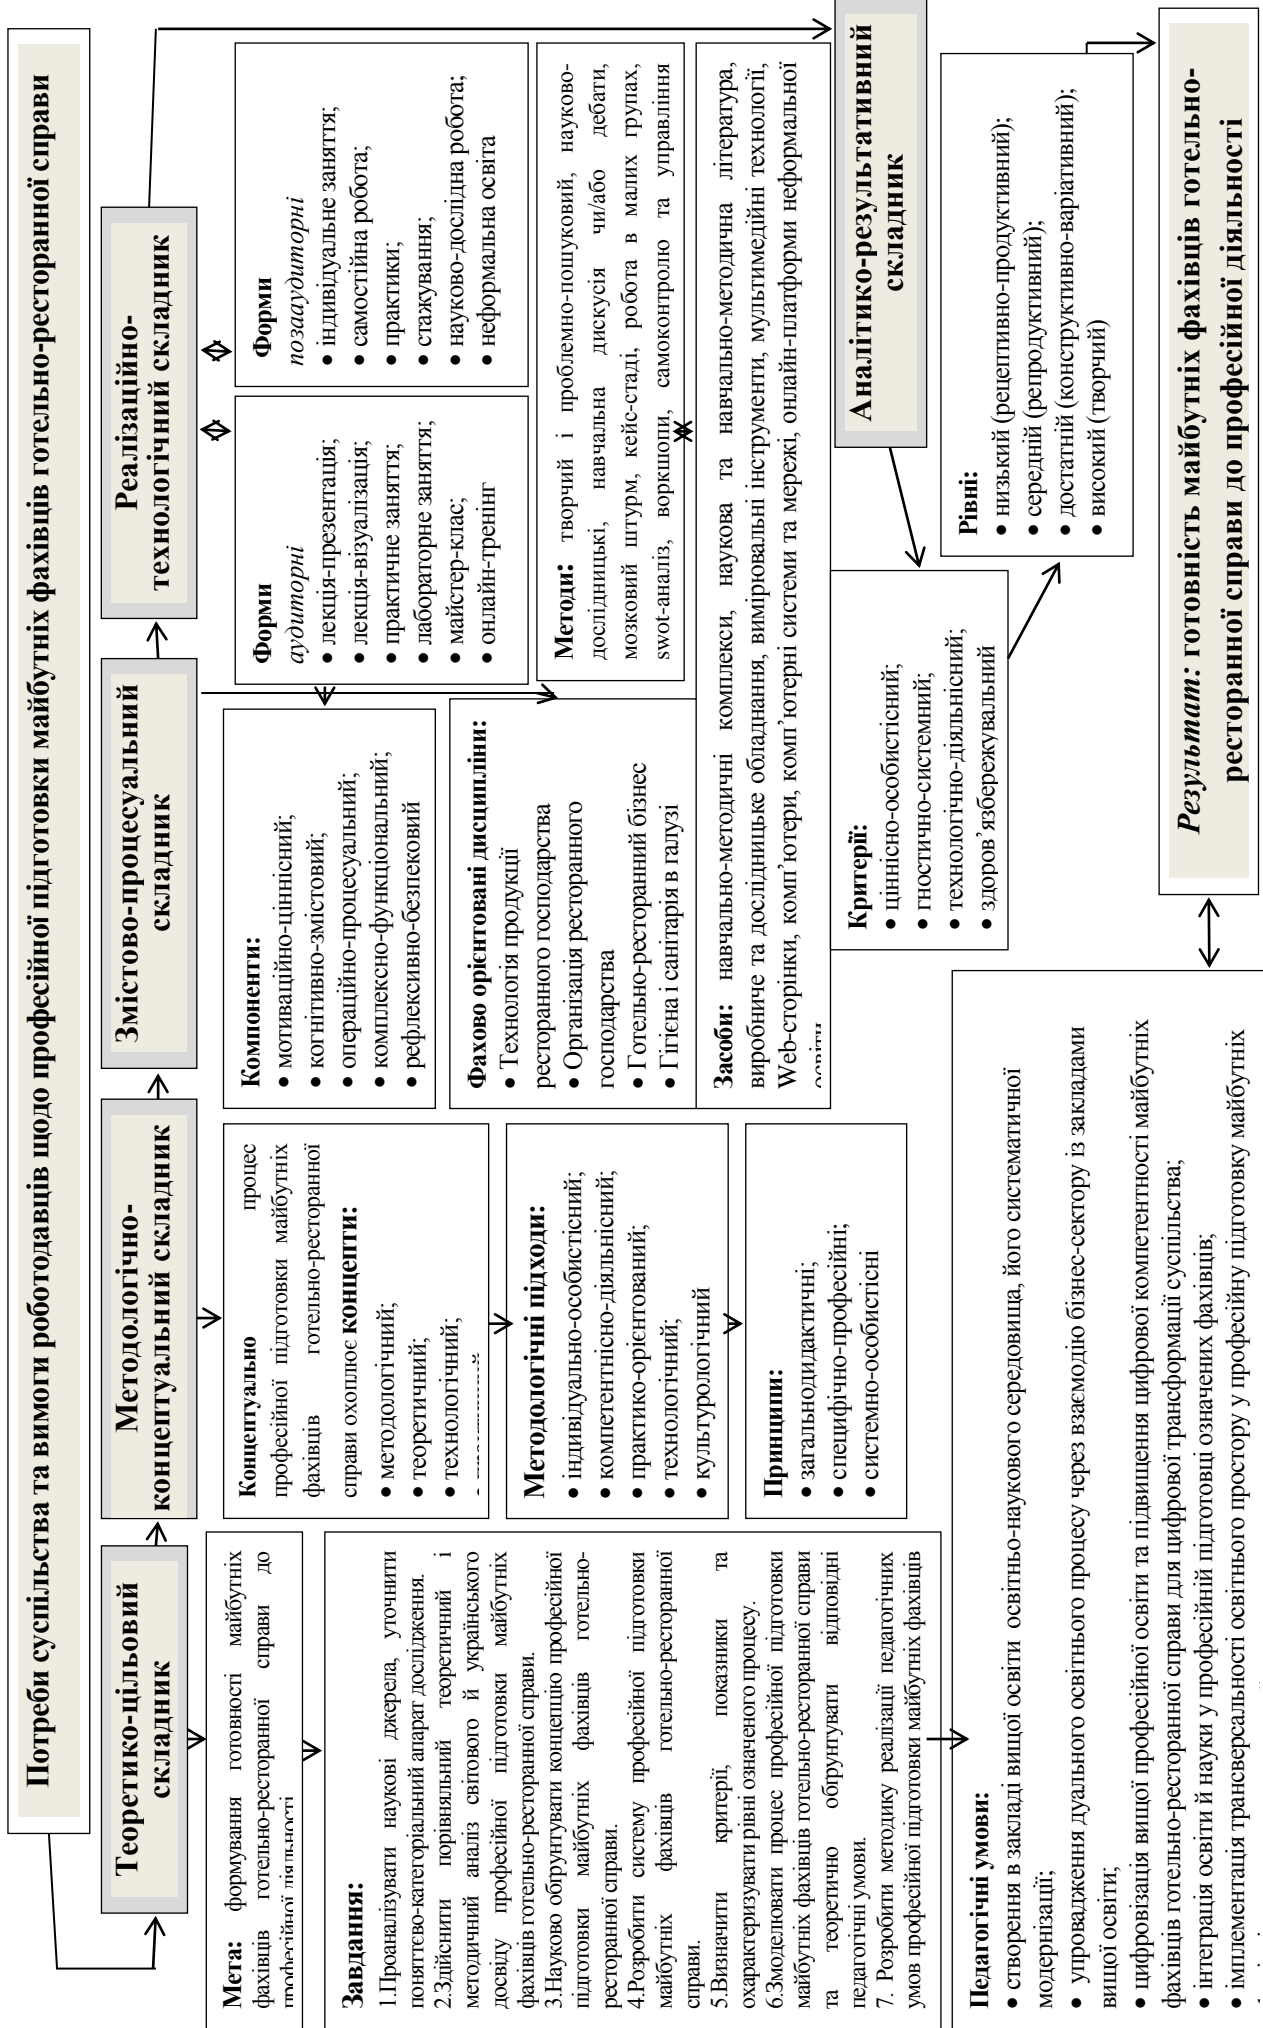 Потреби суспільства та вимоги роботодавців щодо професійної підготовки майбутніх фахівців готельно-ресторанної справи
Теоретико-цільовий
складник
Методологічно-
концептуальний складник
Змістово-процесуальний
складник
Реалізаційно-
технологічний складник
Мета: формування готовності майбутніх
фахівців готельно-ресторанної справи до
професійної діяльності
Завдання:
1.Проаналізувати наукові джерела, уточнити
поняттєво-категоріальний апарат дослідження.
2.Здійснити порівняльний теоретичний і
методичний аналіз світового й українського
досвіду професійної підготовки майбутніх
фахівців готельно-ресторанної справи.
3.Науково обґрунтувати концепцію професійної
підготовки майбутніх фахівців готельно-
ресторанної справи.
4.Розробити систему професійної підготовки
майбутніх фахівців готельно-ресторанної
справи.
5.Визначити критерії, показники та
охарактеризувати рівні означеного процесу.
6.Змоделювати процес професійної підготовки
майбутніх фахівців готельно-ресторанної справи
та теоретично обґрунтувати відповідні
педагогічні умови.
7. Розробити методику реалізації педагогічних
умов професійної підготовки майбутніх фахівців
Концептуально процес
професійної підготовки майбутніх
фахівців готельно-ресторанної
справи охоплює концепти:
• методологічний;
• теоретичний;
• технологічний;
Методологічні підходи:
• індивідуально-особистісний;
• компетентнісно-діяльнісний;
• практико-орієнтований;
• технологічний;
• культурологічний
Принципи:
• загальнодидактичні;
• специфічно-професійні;
• системно-особистісні
Компоненти:
• мотиваційно-ціннісний;
• когнітивно-змістовий;
• операційно-процесуальний;
• комплексно-функціональний;
• рефлексивно-безпековий
Фахово орієнтовані дисципліни:
• Технологія продукції
ресторанного господарства
• Організація ресторанного
господарства
• Готельно-ресторанний бізнес
• Гігієна і санітарія в галузі
Форми
аудиторні
• лекція-презентація;
• лекція-візуалізація;
• практичне заняття;
• лабораторне заняття;
• майстер-клас;
• онлайн-тренінг
Форми
позааудиторні
• індивідуальне заняття;
• самостійна робота;
• практики;
• стажування;
• науково-дослідна робота;
• неформальна освіта
Методи: творчий і проблемно-пошуковий, науково-
дослідницькі, навчальна дискусія чи/або дебати,
мозковий штурм, кейс-стаді, робота в малих групах,
swot-аналіз, воркшопи, самоконтролю та управління
Засоби: навчально-методичні комплекси, наукова та навчально-методична література,
виробниче та дослідницьке обладнання, вимірювальні інструменти, мультимедійні технології,
Web-сторінки, комп'ютери, комп'ютерні системи та мережі, онлайн-платформи неформальної
освіти
Аналітико-результативний
складник
Критерії:
• ціннісно-особистісний;
• гностично-системний;
• технологічно-діяльнісний;
• здоров'язбережувальний
Рівні:
• низький (рецептивно-продуктивний);
• середній (репродуктивний);
• достатній (конструктивно-варіативний);
• високий (творчий)
Педагогічні умови:
• створення в закладі вищої освіти освітньо-наукового середовища, його систематичної
модернізації;
• упровадження дуального освітнього процесу через взаємодію бізнес-сектору із закладами
вищої освіти;
• цифровізація вищої професійної освіти та підвищення цифрової компетентності майбутніх
фахівців готельно-ресторанної справи для цифрової трансформації суспільства;
• інтеграція освіти й науки у професійній підготовці означених фахівців;
• імплементація трансверсальності освітнього простору у професійну підготовку майбутніх
Результат: готовність майбутніх фахівців готельно-
ресторанної справи до професійної діяльності